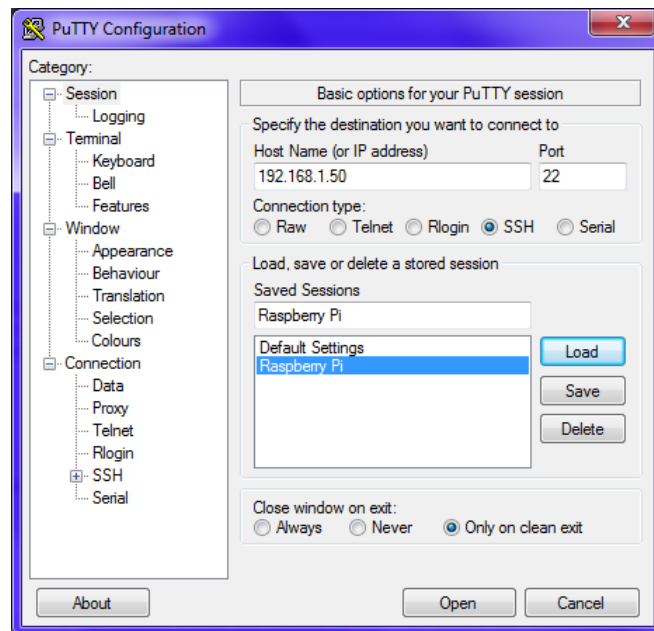 PuTTY Configuration
Category:
Session
Logging
Terminal
Keyboard
Bell
Features
Window
Appearance
Behaviour
Translation
Selection
Colours
Connection
Data
Proxy
Telnet
Rlogin
SSH
Serial
Basic options for your PuTTY session
Specify the destination you want to connect to
Host Name (or IP address) Port
192.168.1.50 22
Connection type:
Raw Telnet Rlogin SSH Serial
Load, save or delete a stored session
Saved Sessions
Raspberry Pi
Default Settings
Raspberry Pi
Load
Save
Delete
Close window on exit:
Always Never Only on clean exit
About Open Cancel